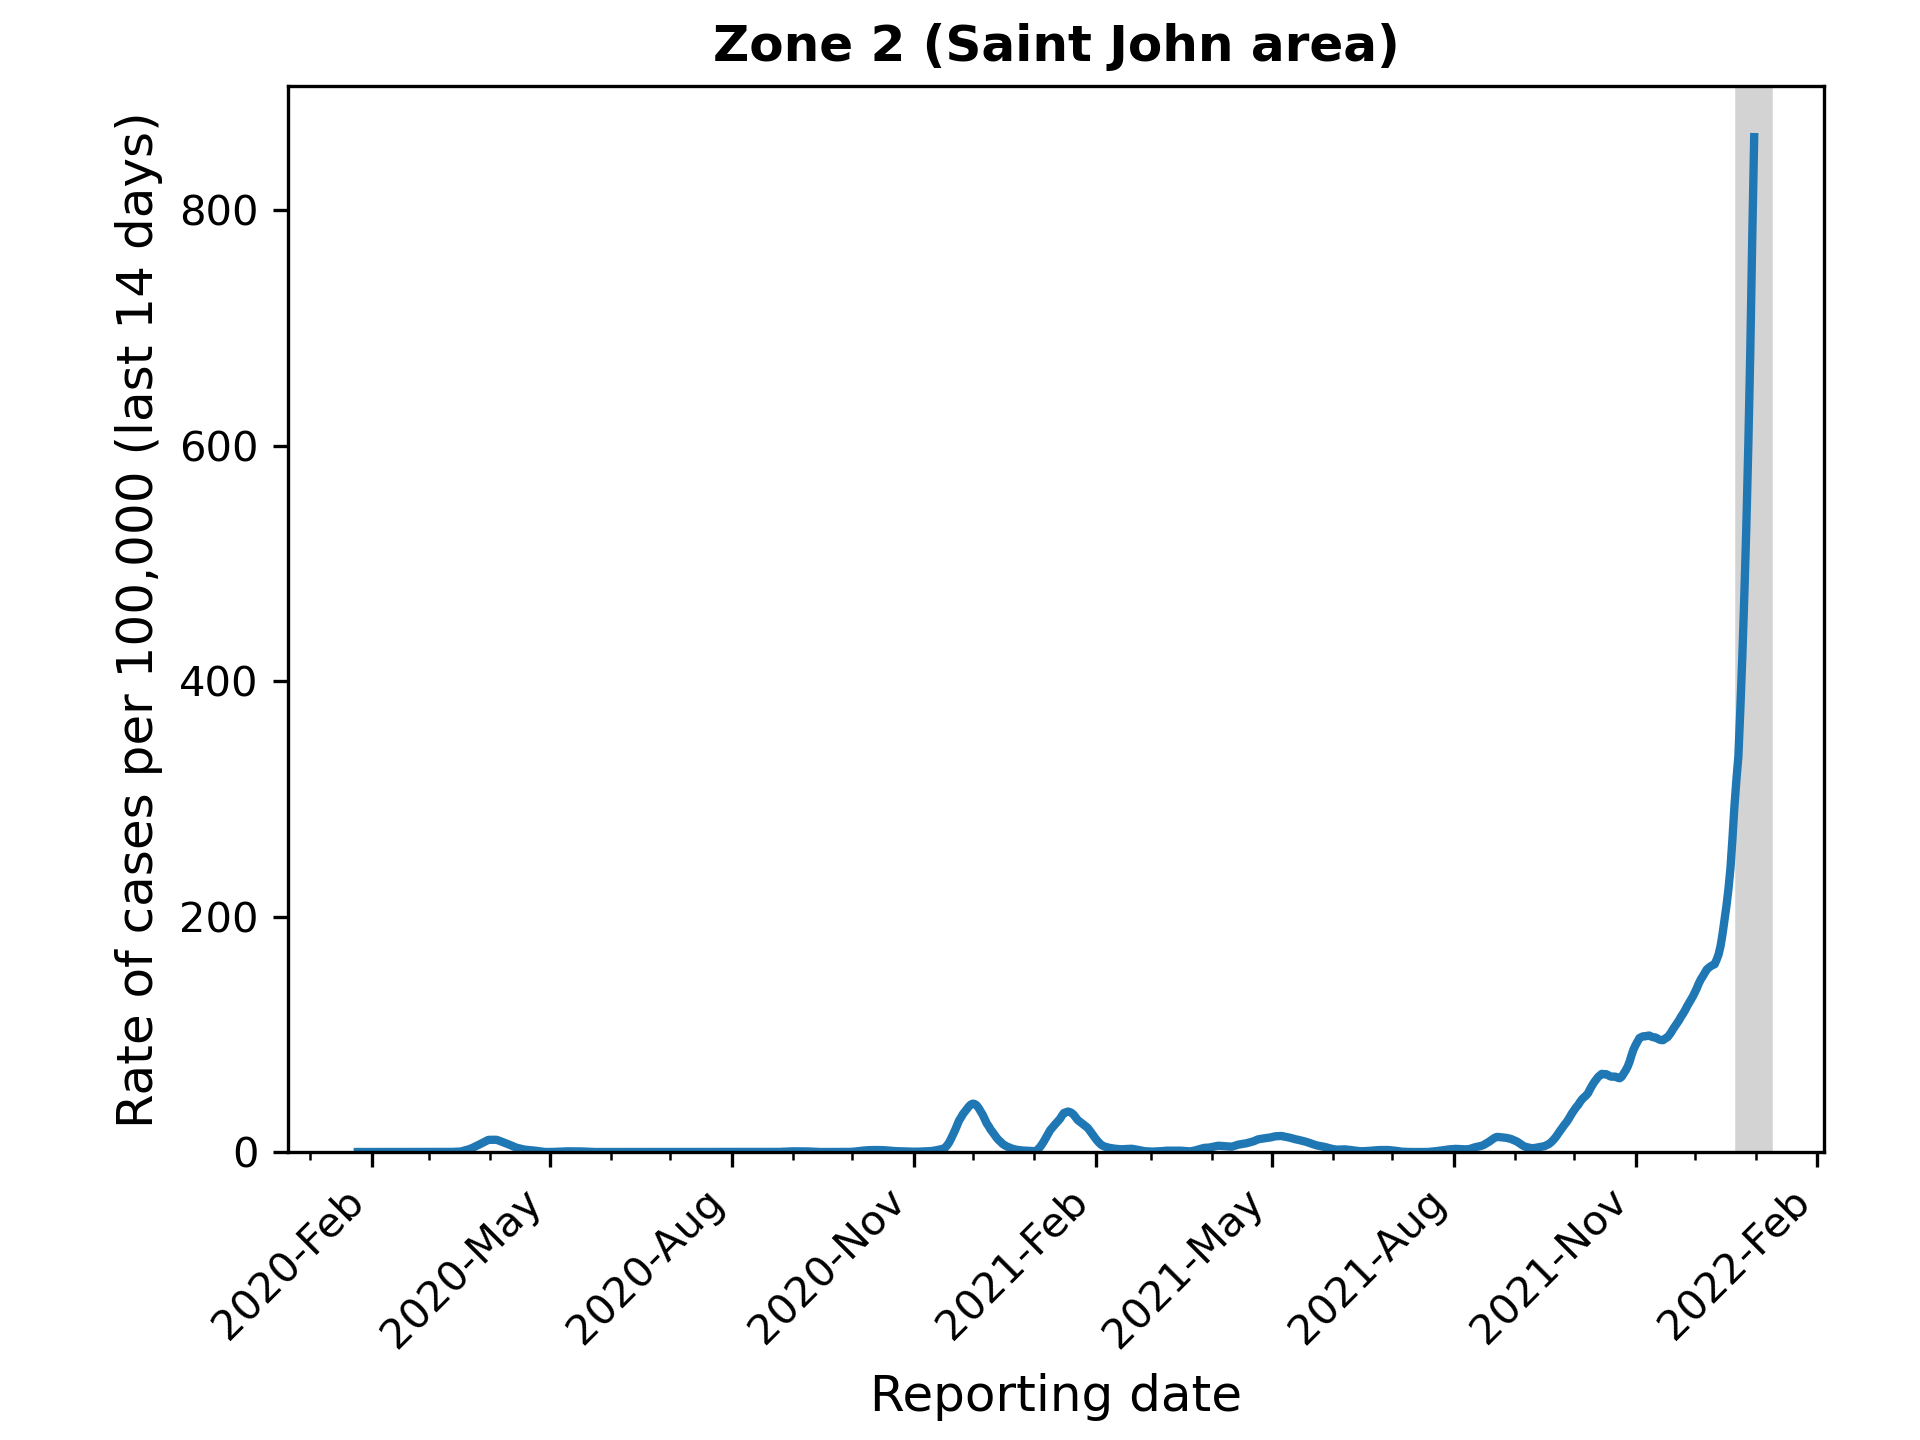 Zone 2 (Saint John area)
Rate of cases per 100,000 (last 14 days)
800
600
400
200
0
2020-Feb
2020-May
2020-Aug
2020-Nov
2021-Feb
2021-May
2021-Aug
2021-Nov
2022-Feb
Reporting date